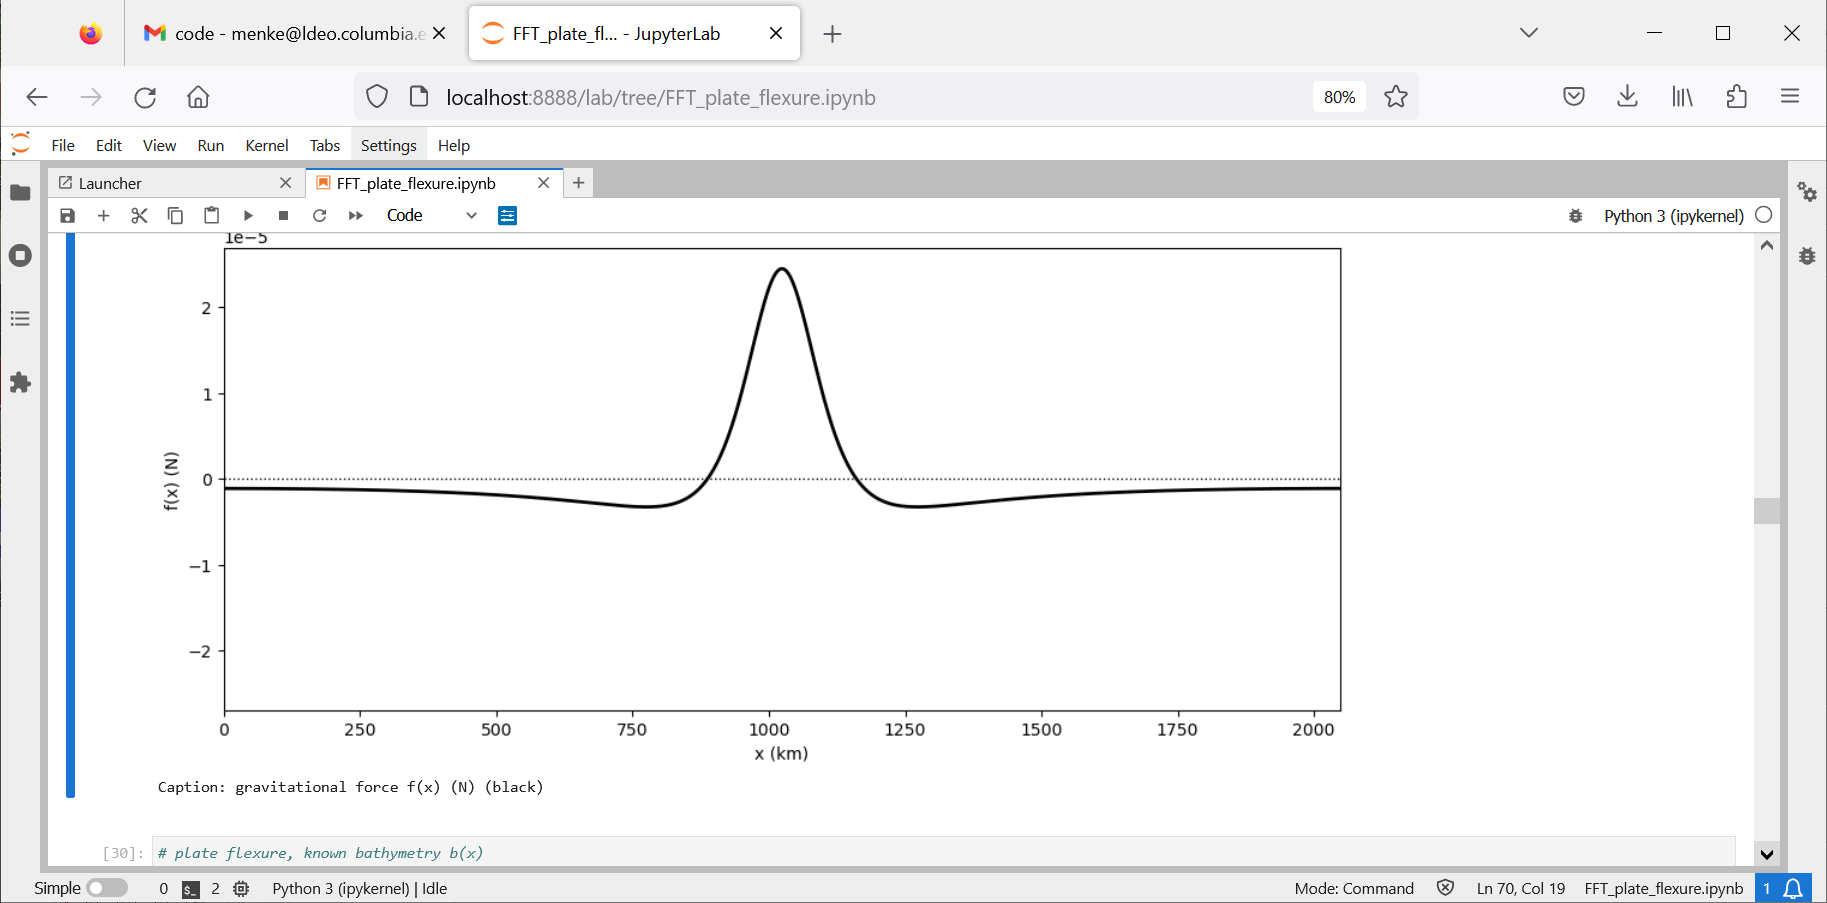 code - menke@ldeo.columbia.e
FFT_plate_fl... - JupyterLab
localhost:8888/lab/tree/FFT_plate_flexure.ipynb
80%
File Edit View Run Kernel Tabs Settings Help
Launcher
FFT_plate_flexure.ipynb
Code
Python 3 (ipykernel)
1e−5
2
1
0
−1
−2
f(x) (N)
0 250 500 750 1000 1250 1500 1750 2000
x (km)
Caption: gravitational force f(x) (N) (black)
[30]: # plate flexure, known bathymetry b(x)
Simple 0 $_ 2 Python 3 (ipykernel) | Idle Mode: Command Ln 70, Col 19 FFT_plate_flexure.ipynb 1